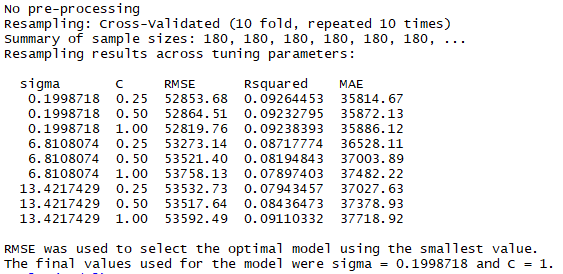 No pre-processing
Resampling: Cross-Validated (10 fold, repeated 10 times)
Summary of sample sizes: 180, 180, 180, 180, 180, 180, ...
Resampling results across tuning parameters:
sigma C RMSE Rsquared MAE
0.1998718 0.25 52853.68 0.09264453 35814.67
0.1998718 0.50 52864.51 0.09232795 35872.13
0.1998718 1.00 52819.76 0.09238393 35886.12
6.8108074 0.25 53273.14 0.08717774 36528.11
6.8108074 0.50 53521.40 0.08194843 37003.89
6.8108074 1.00 53758.13 0.07897403 37482.22
13.4217429 0.25 53532.73 0.07943457 37027.63
13.4217429 0.50 53517.64 0.08436473 37378.93
13.4217429 1.00 53592.49 0.09110332 37718.92
RMSE was used to select the optimal model using the smallest value.
The final values used for the model were sigma = 0.1998718 and C = 1.